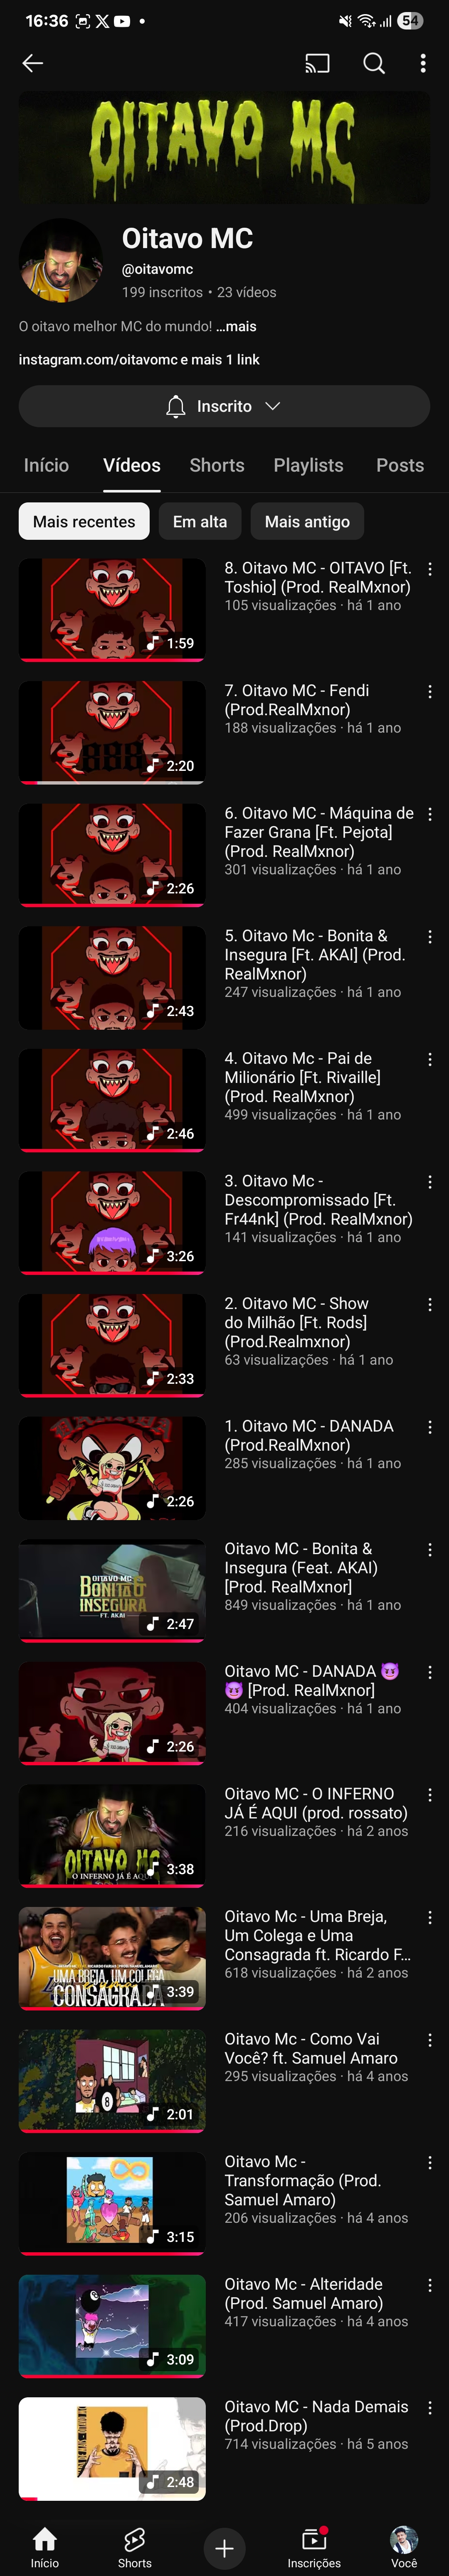 16:36
54
OITAVO MC
Oitavo MC
@oitavomc
199 inscritos • 23 vídeos
O oitavo melhor MC do mundo! ...mais
instagram.com/oitavomc e mais 1 link
Inscrito
Início Vídeos Shorts Playlists Posts
Mais recentes Em alta Mais antigo
8. Oitavo MC - OITAVO [Ft.
Toshio] (Prod. RealMxnor)
105 visualizações · há 1 ano
1:59
7. Oitavo MC - Fendi
(Prod.RealMxnor)
188 visualizações · há 1 ano
888
2:20
6. Oitavo MC - Máquina de
Fazer Grana [Ft. Pejota]
(Prod. RealMxnor)
301 visualizações · há 1 ano
2:26
5. Oitavo Mc - Bonita &
Insegura [Ft. AKAI] (Prod.
RealMxnor)
247 visualizações · há 1 ano
2:43
4. Oitavo Mc - Pai de
Milionário [Ft. Rivaille]
(Prod. RealMxnor)
499 visualizações · há 1 ano
2:46
3. Oitavo Mc -
Descompromissado [Ft.
Fr44nk] (Prod. RealMxnor)
141 visualizações · há 1 ano
3:26
2. Oitavo MC - Show
do Milhão [Ft. Rods]
(Prod.Realmxnor)
63 visualizações · há 1 ano
2:33
1. Oitavo MC - DANADA
(Prod.RealMxnor)
285 visualizações · há 1 ano
DANADA
2:26
Oitavo MC - Bonita &
Insegura (Feat. AKAI)
[Prod. RealMxnor]
849 visualizações · há 1 ano
OITAVO MC
BONITA &
INSEGURA
FT. AKAI
2:47
Oitavo MC - DANADA 😈
😈 [Prod. RealMxnor]
404 visualizações · há 1 ano
2:26
Oitavo MC - O INFERNO
JÁ É AQUI (prod. rossato)
216 visualizações · há 2 anos
OITAVO MC
O INFERNO JÁ É AQUI
3:38
Oitavo Mc - Uma Breja,
Um Colega e Uma
Consagrada ft. Ricardo F...
618 visualizações · há 2 anos
UMA BREJA, UM COLEGA
CONSAGRADA
3:39
Oitavo Mc - Como Vai
Você? ft. Samuel Amaro
295 visualizações · há 4 anos
8
2:01
Oitavo Mc -
Transformação (Prod.
Samuel Amaro)
206 visualizações · há 4 anos
3:15
Oitavo Mc - Alteridade
(Prod. Samuel Amaro)
417 visualizações · há 4 anos
3:09
Oitavo MC - Nada Demais
(Prod.Drop)
714 visualizações · há 5 anos
2:48
Início Shorts Inscrições Você